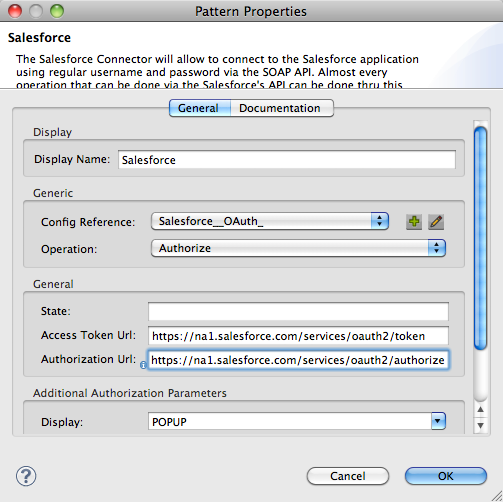 Pattern Properties
Salesforce
The Salesforce Connector will allow to connect to the Salesforce application
using regular username and password via the SOAP API. Almost every
operation that can be done via the Salesforce's API can be done thru this
General Documentation
Display
Display Name: Salesforce
Generic
Config Reference: Salesforce__OAuth_
Operation: Authorize
General
State:
Access Token Url: https://na1.salesforce.com/services/oauth2/token
Authorization Url: https://na1.salesforce.com/services/oauth2/authorize
Additional Authorization Parameters
Display: POPUP
? Cancel OK